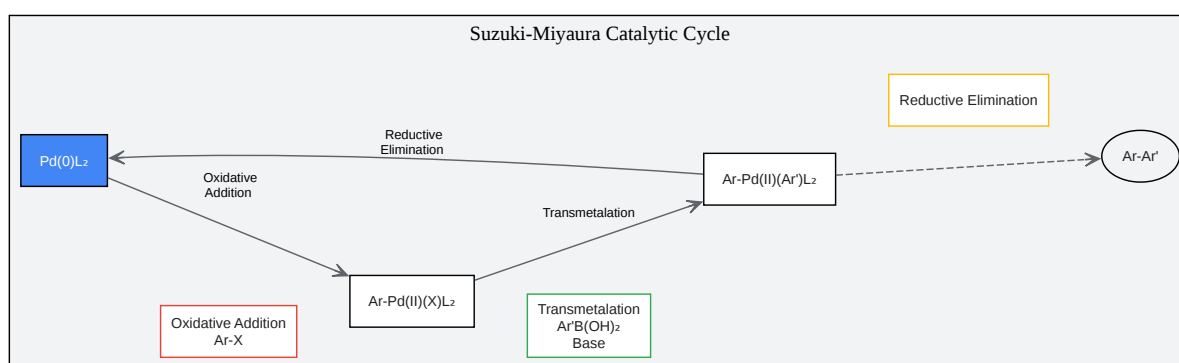 Suzuki-Miyaura Catalytic Cycle
Reductive Elimination
Reductive
Elimination
Pd(0)L₂
Ar-Ar'
Ar-Pd(II)(Ar')L₂
Oxidative
Addition
Transmetalation
Ar-Pd(II)(X)L₂
Oxidative Addition
Ar-X
Transmetalation
Ar'B(OH)₂
Base